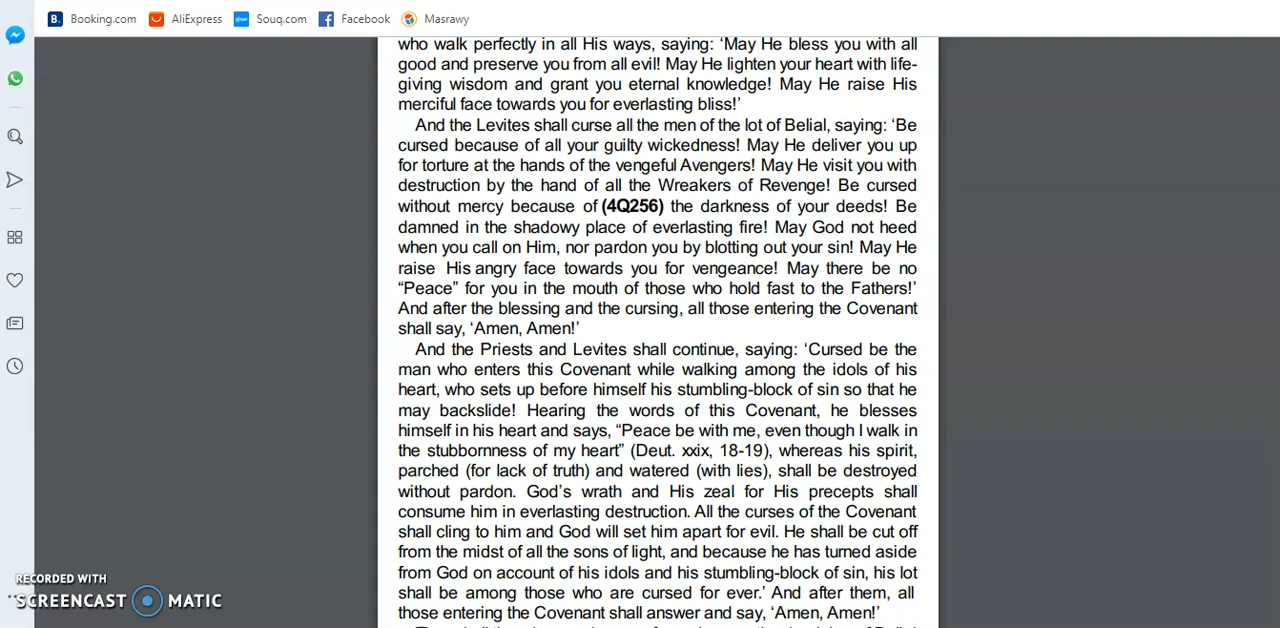 Booking.com AliExpress Souq.com Facebook Masrawy
who walk perfectly in all His ways, saying: ‘May He bless you with all
good and preserve you from all evil! May He lighten your heart with life-
giving wisdom and grant you eternal knowledge! May He raise His
merciful face towards you for everlasting bliss!’
And the Levites shall curse all the men of the lot of Belial, saying: ‘Be
cursed because of all your guilty wickedness! May He deliver you up
for torture at the hands of the vengeful Avengers! May He visit you with
destruction by the hand of all the Wreakers of Revenge! Be cursed
without mercy because of (4Q256) the darkness of your deeds! Be
damned in the shadowy place of everlasting fire! May God not heed
when you call on Him, nor pardon you by blotting out your sin! May He
raise His angry face towards you for vengeance! May there be no
“Peace” for you in the mouth of those who hold fast to the Fathers!’
And after the blessing and the cursing, all those entering the Covenant
shall say, ‘Amen, Amen!’
And the Priests and Levites shall continue, saying: ‘Cursed be the
man who enters this Covenant while walking among the idols of his
heart, who sets up before himself his stumbling-block of sin so that he
may backslide! Hearing the words of this Covenant, he blesses
himself in his heart and says, “Peace be with me, even though I walk in
the stubbornness of my heart” (Deut. xxix, 18-19), whereas his spirit,
parched (for lack of truth) and watered (with lies), shall be destroyed
without pardon. God’s wrath and His zeal for His precepts shall
consume him in everlasting destruction. All the curses of the Covenant
shall cling to him and God will set him apart for evil. He shall be cut off
from the midst of all the sons of light, and because he has turned aside
from God on account of his idols and his stumbling-block of sin, his lot
shall be among those who are cursed for ever.’ And after them, all
those entering the Covenant shall answer and say, ‘Amen, Amen!’
RECORDED WITH
SCREENCAST MATIC